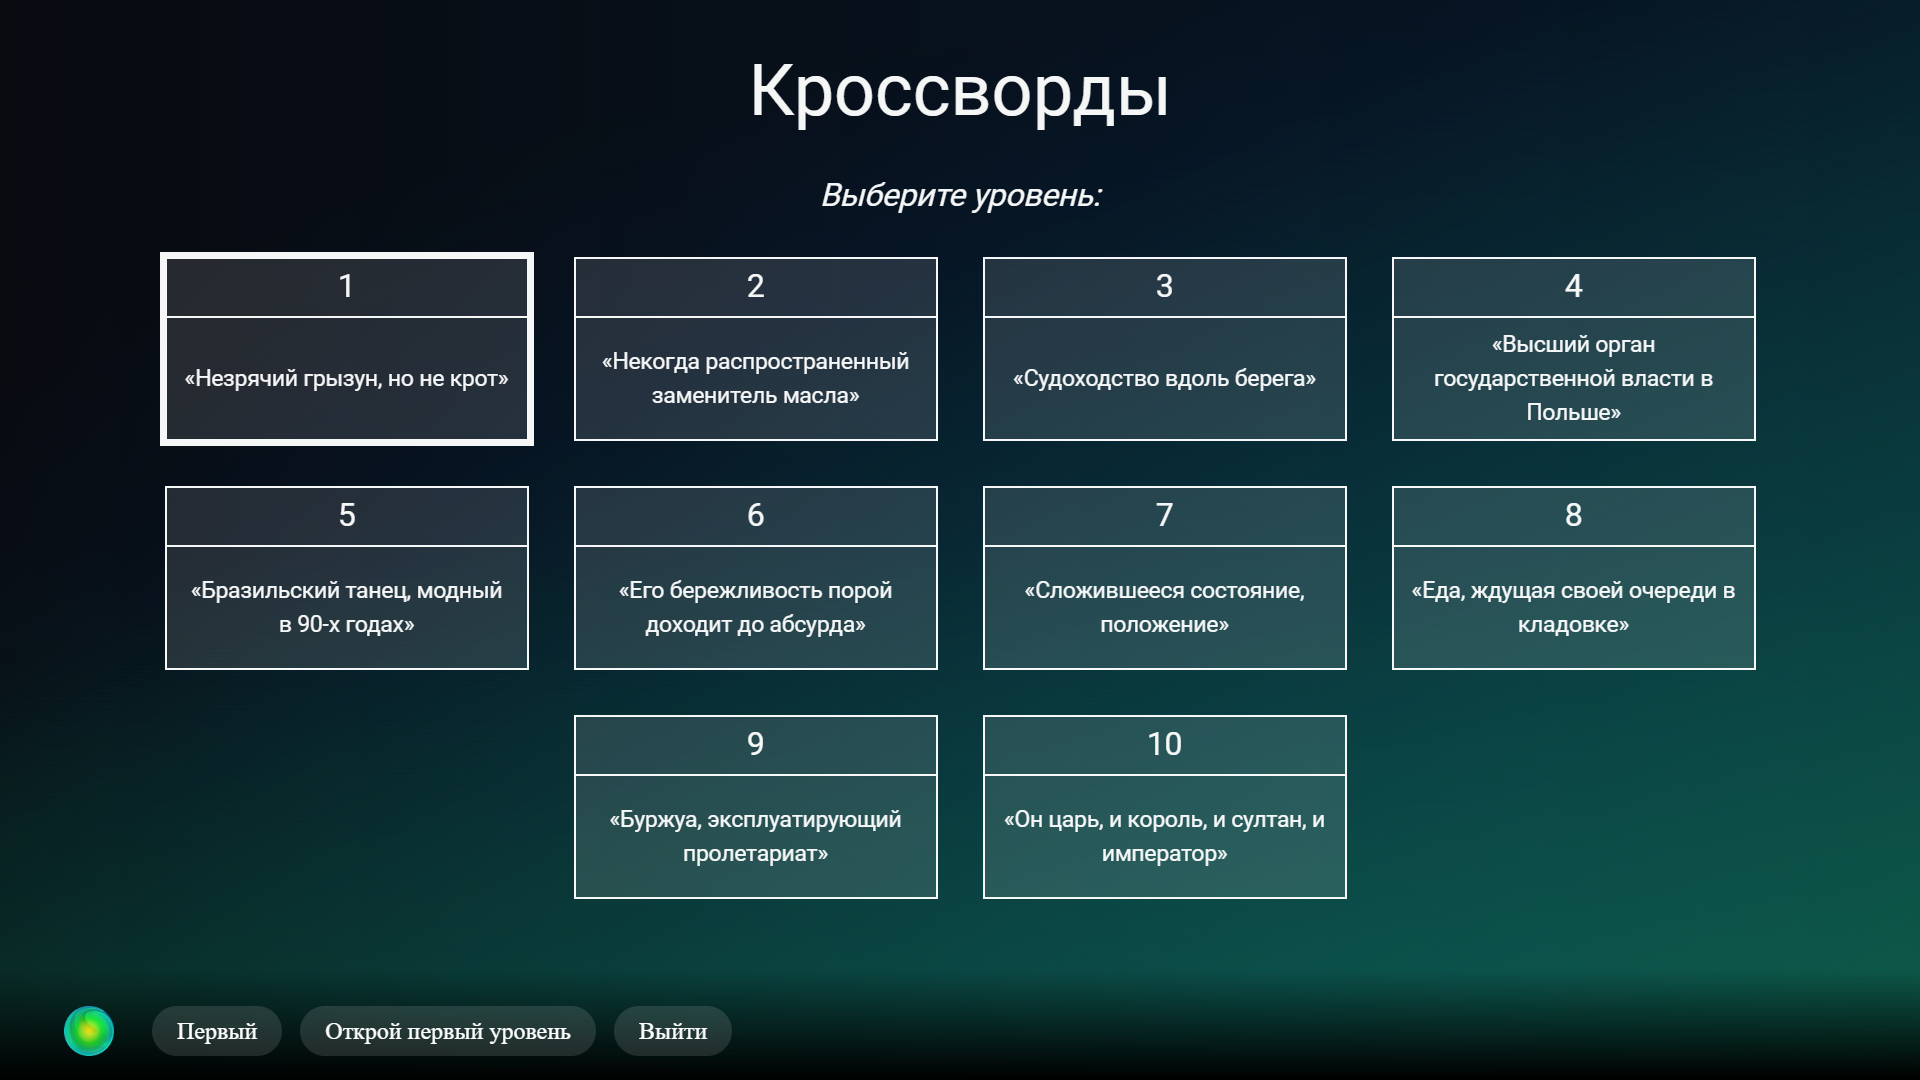 Кроссворды
Выберите уровень:
1
«Незрячий грызун, но не крот»
2
«Некогда распространенный
заменитель масла»
3
«Судоходство вдоль берега»
4
«Высший орган
государственной власти в
Польше»
5
«Бразильский танец, модный
в 90-х годах»
6
«Его бережливость порой
доходит до абсурда»
7
«Сложившееся состояние,
положение»
8
«Еда, ждущая своей очереди в
кладовке»
9
«Буржуа, эксплуатирующий
пролетариат»
10
«Он царь, и король, и султан, и
император»
Первый
Открой первый уровень
Выйти